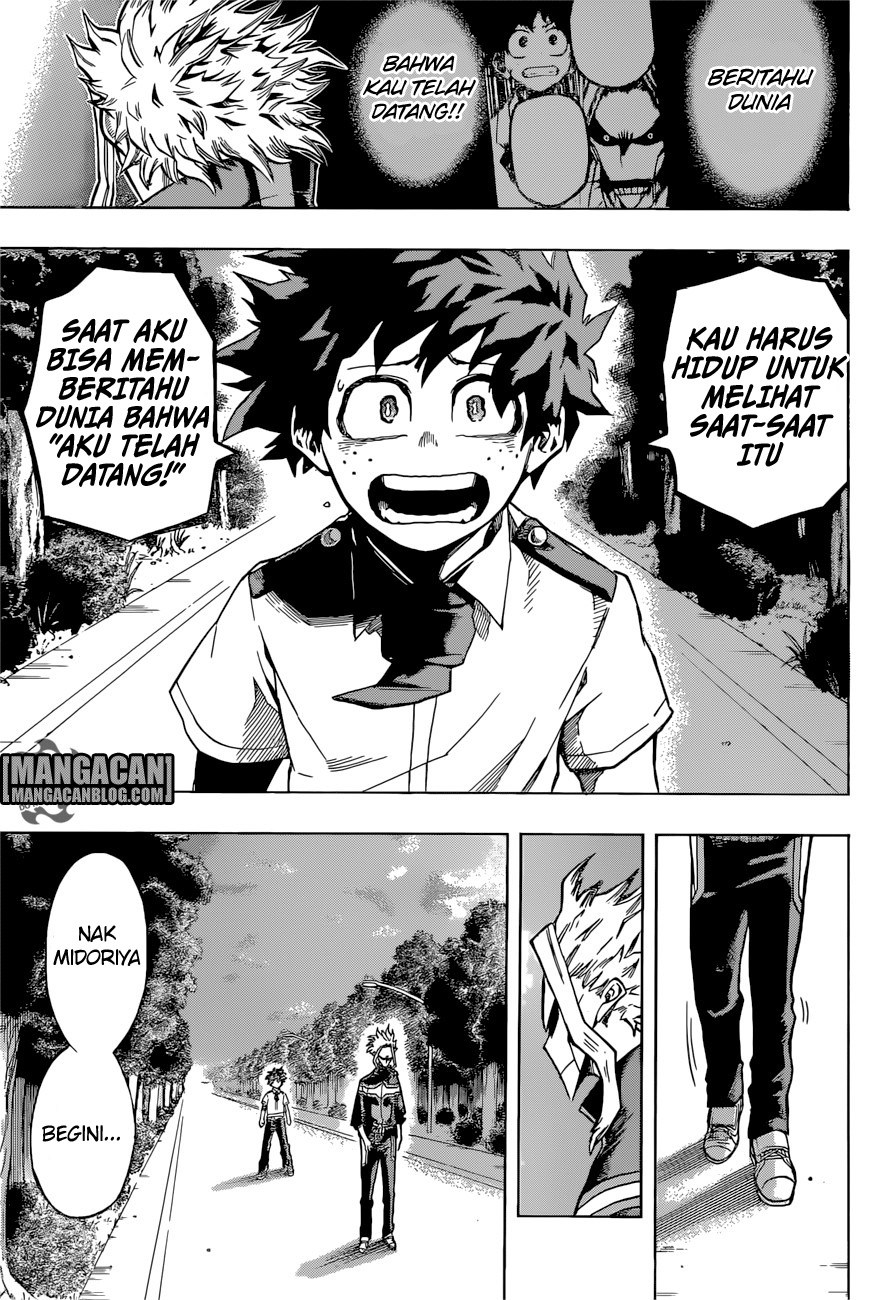 BERITAHU
DUNIA
BAHWA
KAU TELAH
DATANG!!
KAU HARUS
HIDUP UNTUK
MELIHAT
SAAT-SAAT
ITU
SAAT AKU
BISA MEM-
BERITAHU
DUNIA BAHWA
"AKU TELAH
DATANG!"
[MANGACAN]
MANGACANBLOG.COM
NAK
MIDORIYA
BEGINI...